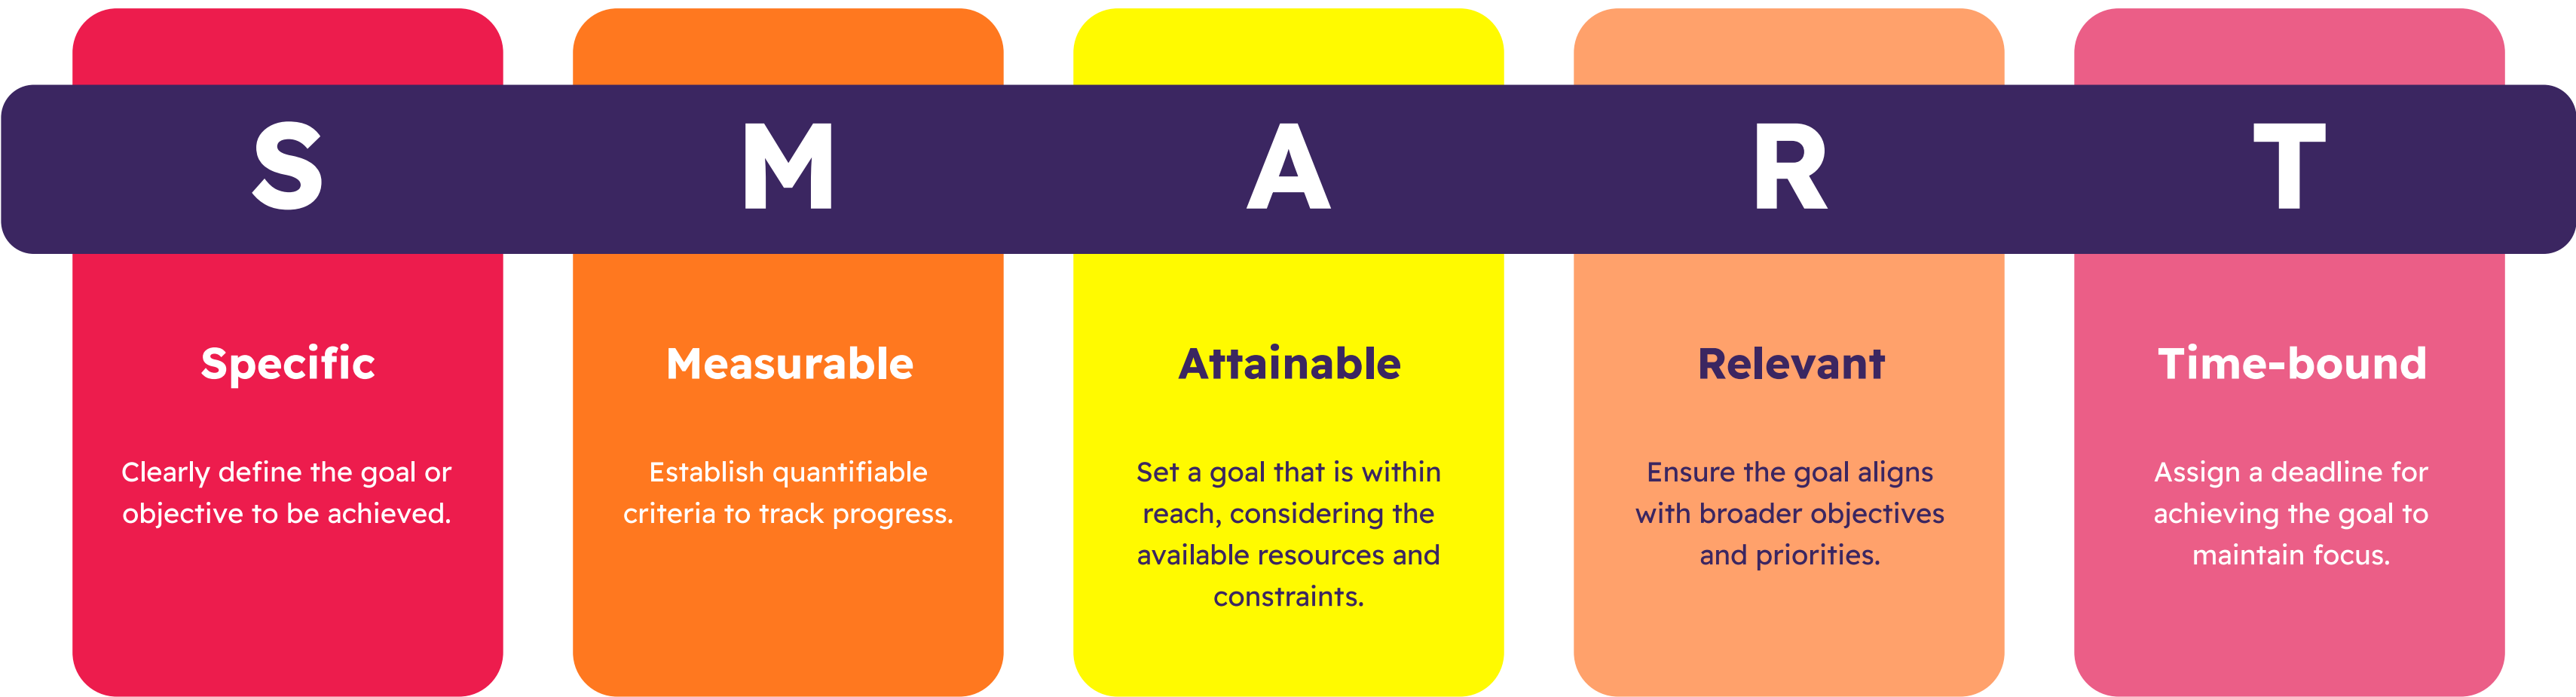 S
M
A
R
T
Specific
Clearly define the goal or
objective to be achieved.
Measurable
Establish quantifiable
criteria to track progress.
Attainable
Set a goal that is within
reach, considering the
available resources and
constraints.
Relevant
Ensure the goal aligns
with broader objectives
and priorities.
Time-bound
Assign a deadline for
achieving the goal to
maintain focus.